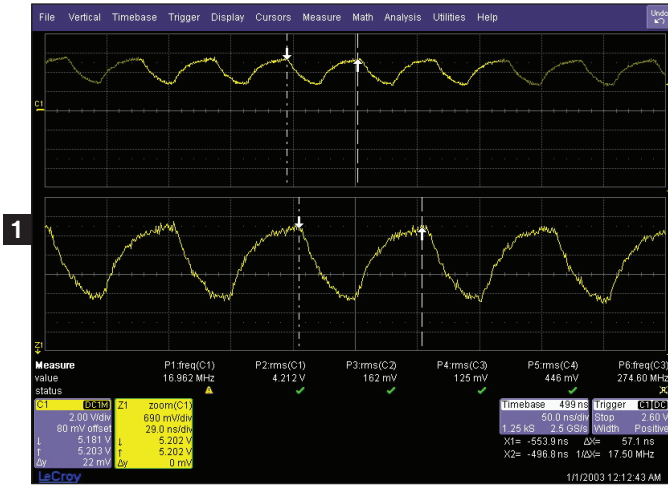 File Vertical Timebase Trigger Display Cursors Measure Math Analysis Utilities Help Undo
C1
1
Z1
Measure P1:freq(C1) P2:rms(C1) P3:rms(C2) P4:rms(C3) P5:rms(C4) P6:freq(C3)
value 16.962 MHz 4.212 V 162 mV 125 mV 446 mV 274.60 MHz
status
C1 DC1M
2.00 V/div
80 mV offset
↓ 5.181 V
↑ 5.203 V
Δy 22 mV
Z1 zoom(C1)
690 mV/div
29.0 ns/div
↓ 5.202 V
↑ 5.202 V
Δy 0 mV
Timebase 499 ns
50.0 ns/div
1.25 kS 2.5 GS/s
Trigger C1 DC
Stop 2.60 V
Width Positive
X1= -553.9 ns ΔX= 57.1 ns
X2= -496.8 ns 1/ΔX= 17.50 MHz
LeCroy
1/1/2003 12:12:43 AM